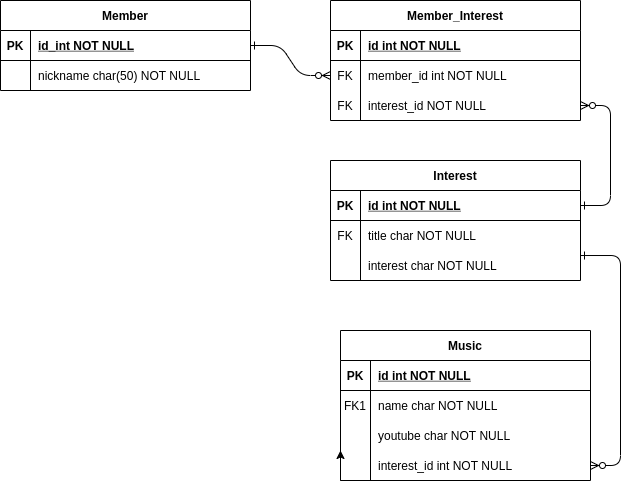 Member
PK id_int NOT NULL
nickname char(50) NOT NULL
Member_Interest
PK id int NOT NULL
FK member_id int NOT NULL
FK interest_id NOT NULL
Interest
PK id int NOT NULL
FK title char NOT NULL
interest char NOT NULL
Music
PK id int NOT NULL
FK1 name char NOT NULL
youtube char NOT NULL
interest_id int NOT NULL